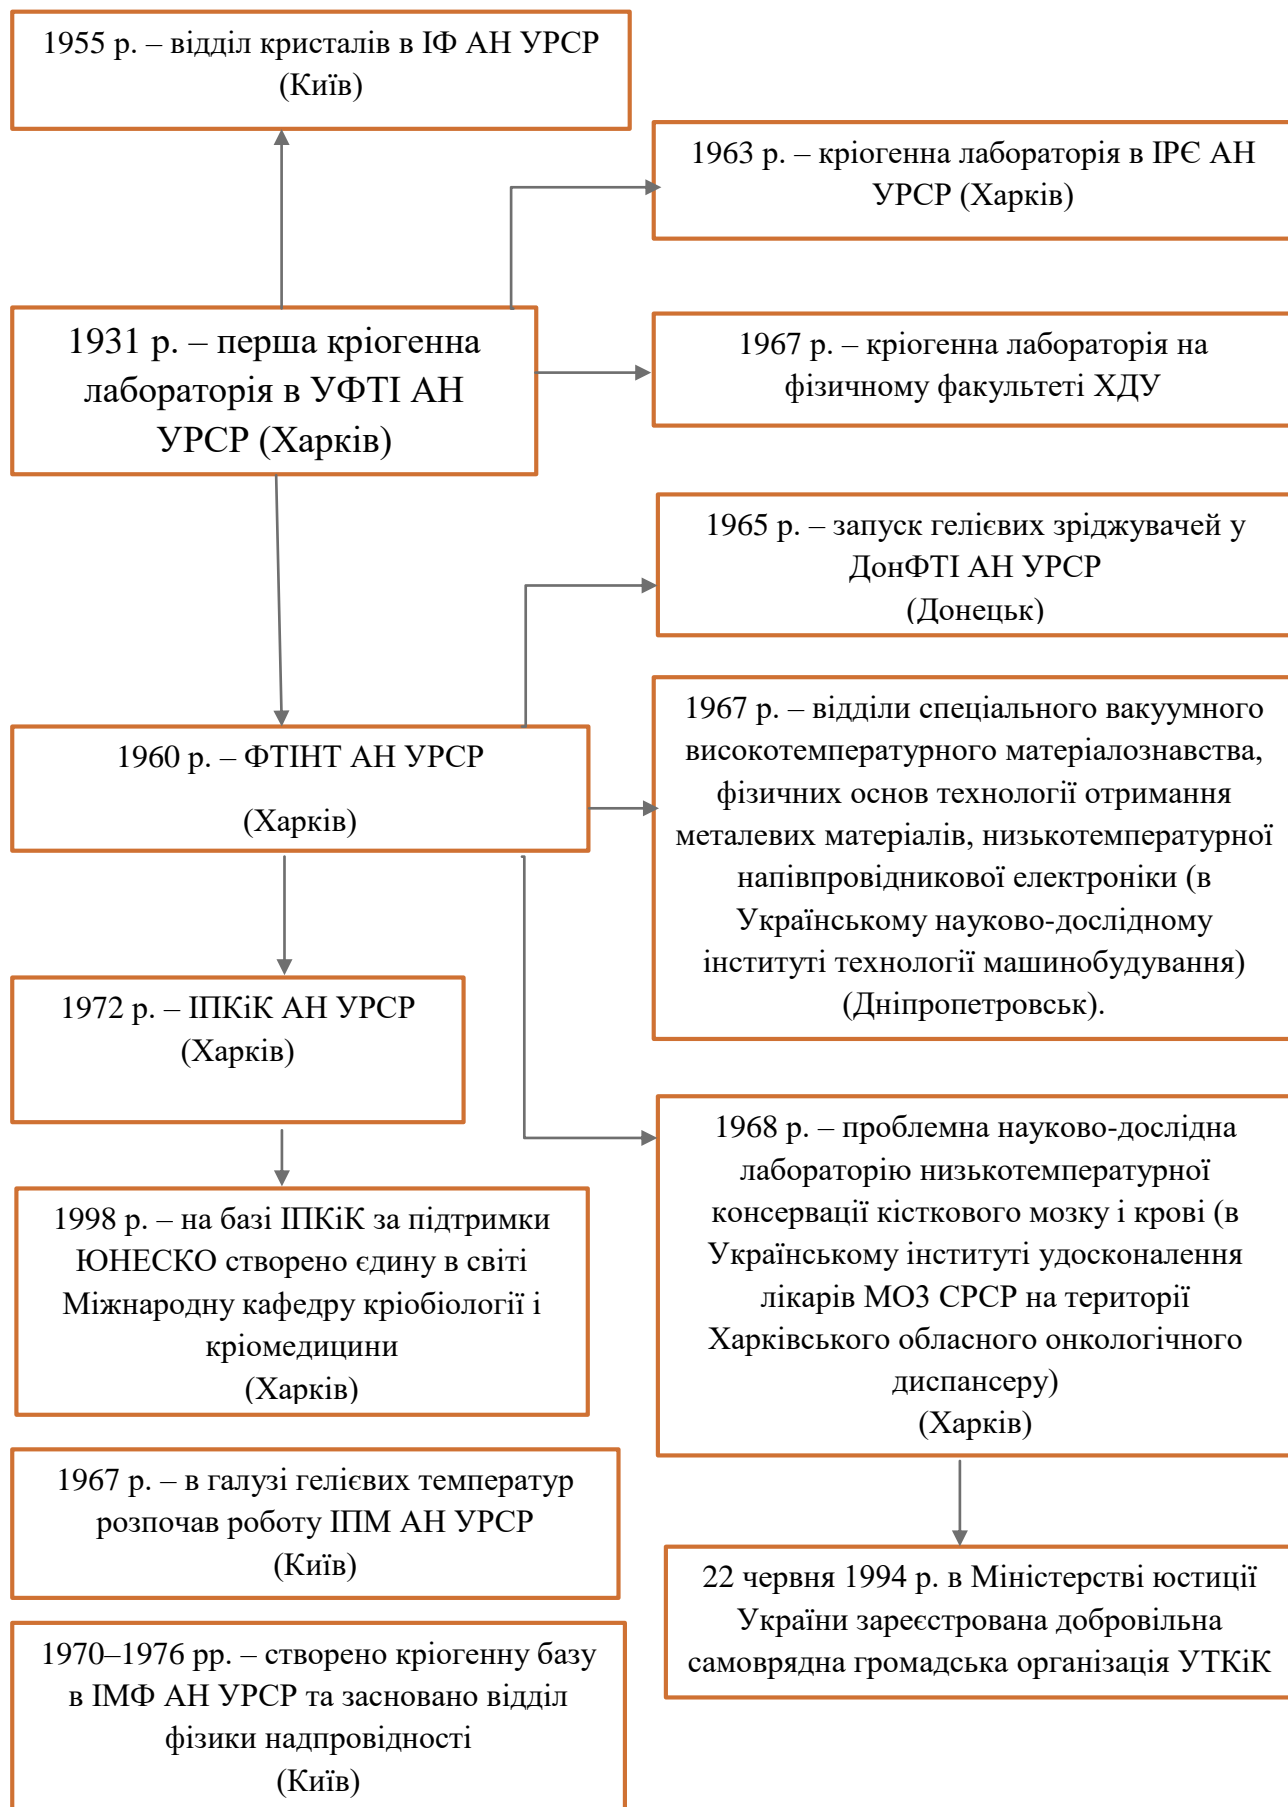 1955 р. – відділ кристалів в ІФ АН УРСР
(Київ)
1963 р. – кріогенна лабораторія в ІРЄ АН
УРСР (Харків)
1931 р. – перша кріогенна
лабораторія в УФТІ АН
УРСР (Харків)
1967 р. – кріогенна лабораторія на
фізичному факультеті ХДУ
1965 р. – запуск гелієвих зріджувачей у
ДонФТІ АН УРСР
(Донецьк)
1960 р. – ФТІНТ АН УРСР
(Харків)
1967 р. – відділи спеціального вакуумного
високотемпературного матеріалознавства,
фізичних основ технології отримання
металевих матеріалів, низькотемпературної
напівпровідникової електроніки (в
Українському науково-дослідному
інституті технології машинобудування)
(Дніпропетровськ).
1972 р. – ІПКіК АН УРСР
(Харків)
1968 р. – проблемна науково-дослідна
лабораторію низькотемпературної
консервації кісткового мозку і крові (в
Українському інституті удосконалення
лікарів МОЗ СРСР на території
Харківського обласного онкологічного
диспансеру)
(Харків)
1998 р. – на базі ІПКіК за підтримки
ЮНЕСКО створено єдину в світі
Міжнародну кафедру кріобіології і
кріомедицини
(Харків)
1967 р. – в галузі гелієвих температур
розпочав роботу ІПМ АН УРСР
(Київ)
22 червня 1994 р. в Міністерстві юстиції
України зареєстрована добровільна
самоврядна громадська організація УТКіК
1970–1976 рр. – створено кріогенну базу
в ІМФ АН УРСР та засновано відділ
фізики надпровідності
(Київ)